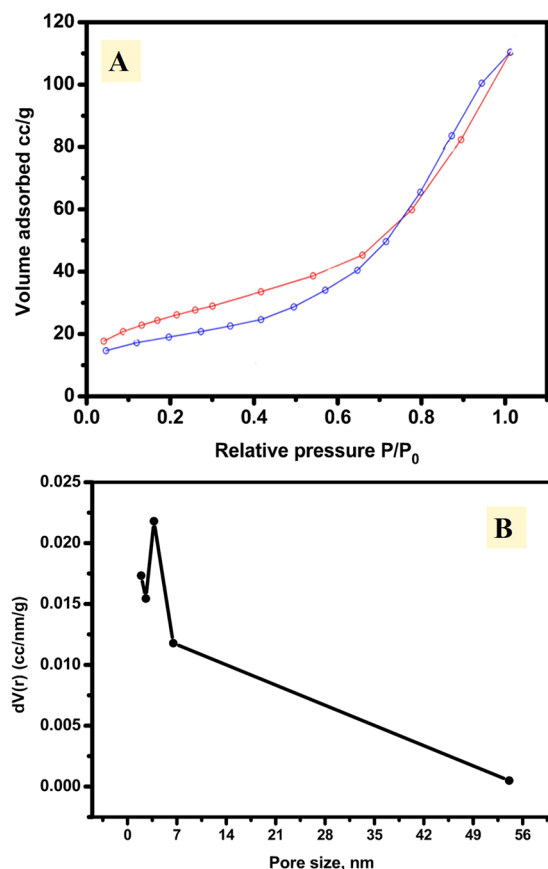 A
120
100
80
60
40
20
0
0.0 0.2 0.4 0.6 0.8 1.0
Volume adsorbed cc/g
Relative pressure P/P₀
B
0.025
0.020
0.015
0.010
0.005
0.000
0 7 14 21 28 35 42 49 56
dV(r) (cc/nm/g)
Pore size, nm